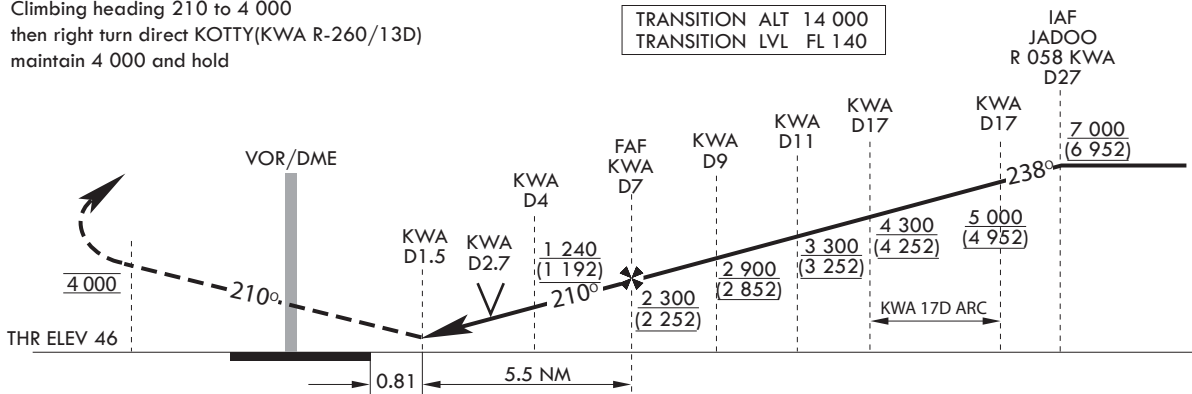 Climbing heading 210 to 4 000
then right turn direct KOTTY(KWA R-260/13D)
maintain 4 000 and hold
TRANSITION ALT 14 000
TRANSITION LVL FL 140
IAF
JADOO
R 058 KWA
D27
KWA
D17
KWA
D17
KWA
D11
KWA
D9
FAF
KWA
D7
KWA
D4
KWA
D2.7
KWA
D1.5
VOR/DME
7 000
(6 952)
238º
5 000
(4 952)
4 300
(4 252)
3 300
(3 252)
2 900
(2 852)
2 300
(2 252)
1 240
(1 192)
210º
210º
4 000
KWA 17D ARC
THR ELEV 46
0.81
5.5 NM